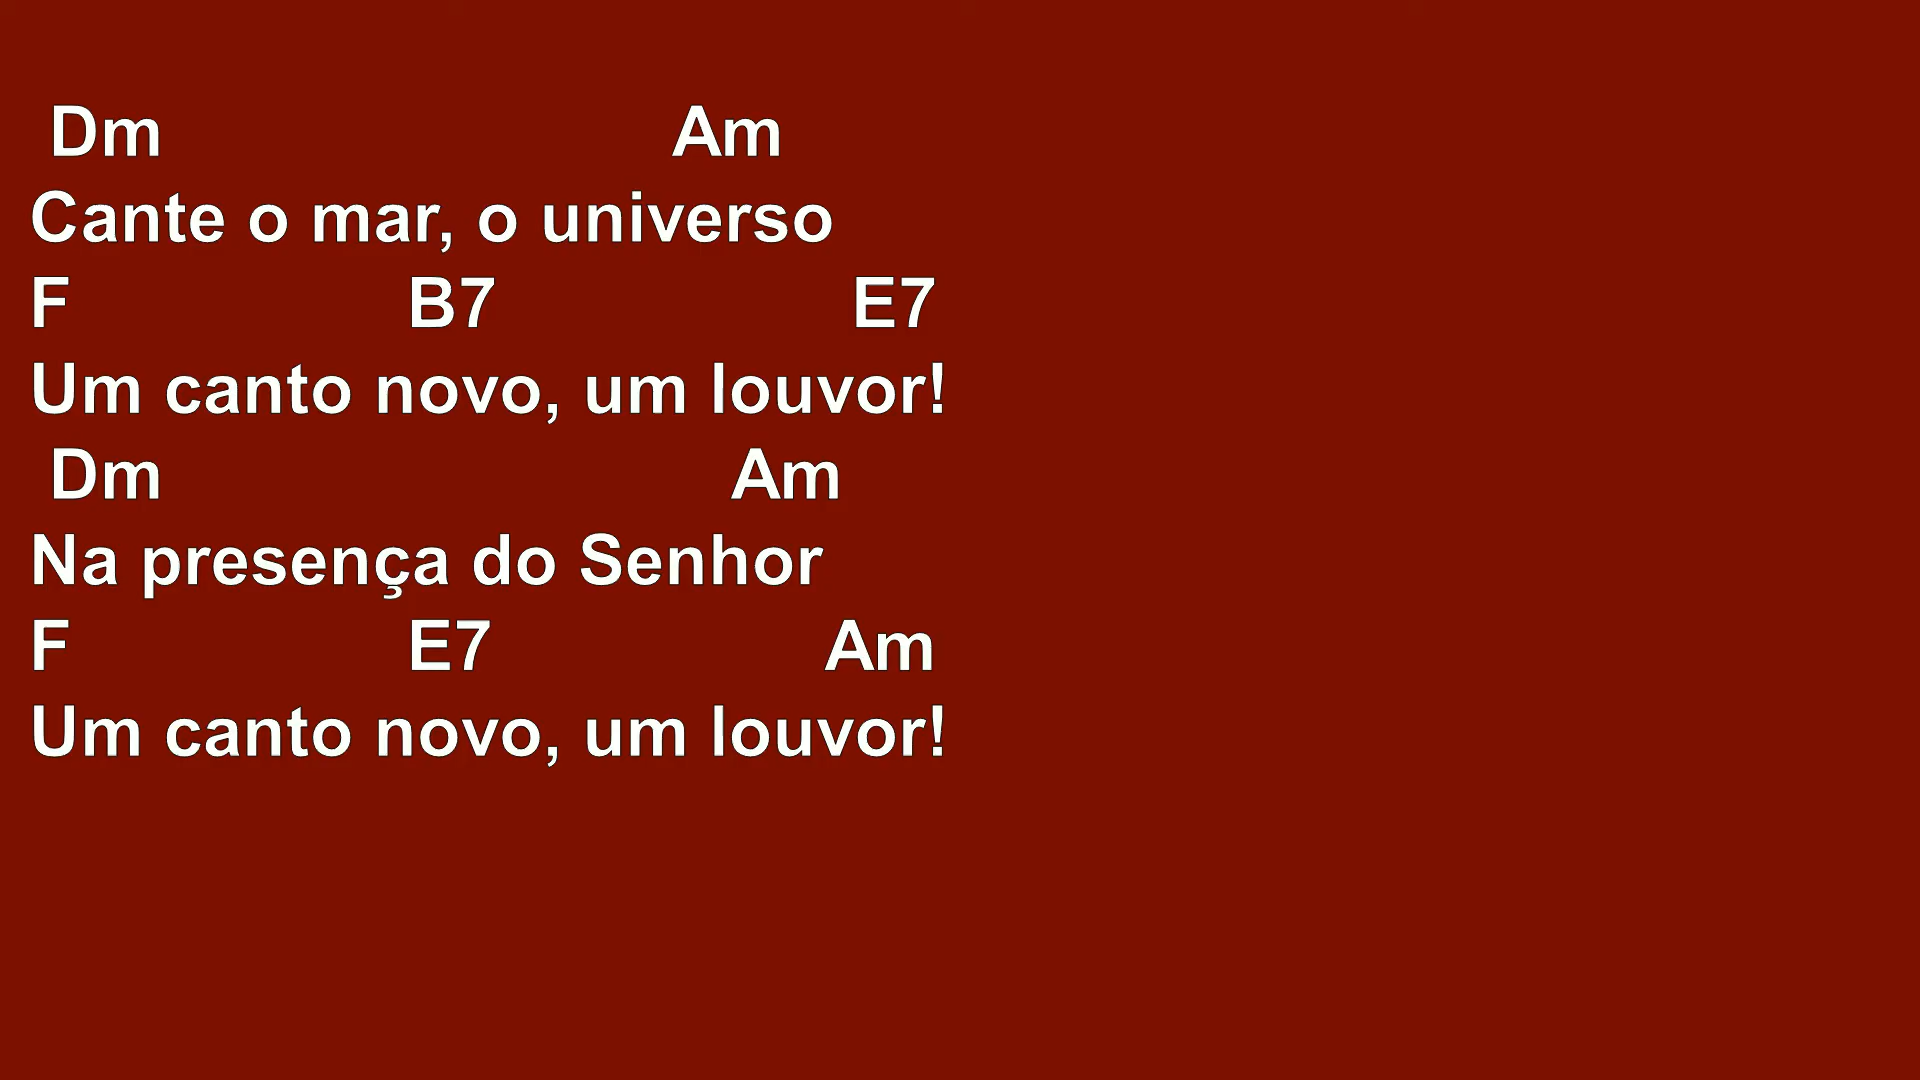 Dm Am
Cante o mar, o universo
F B7 E7
Um canto novo, um louvor!
Dm Am
Na presença do Senhor
F E7 Am
Um canto novo, um louvor!